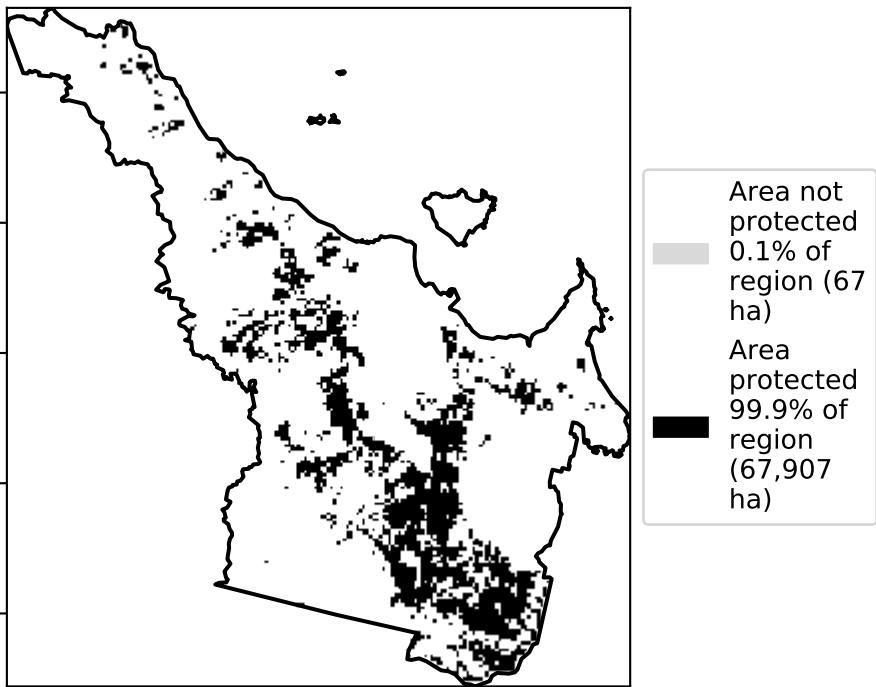 Area not
protected
0.1% of
region (67
ha)
Area
protected
99.9% of
region
(67,907
ha)